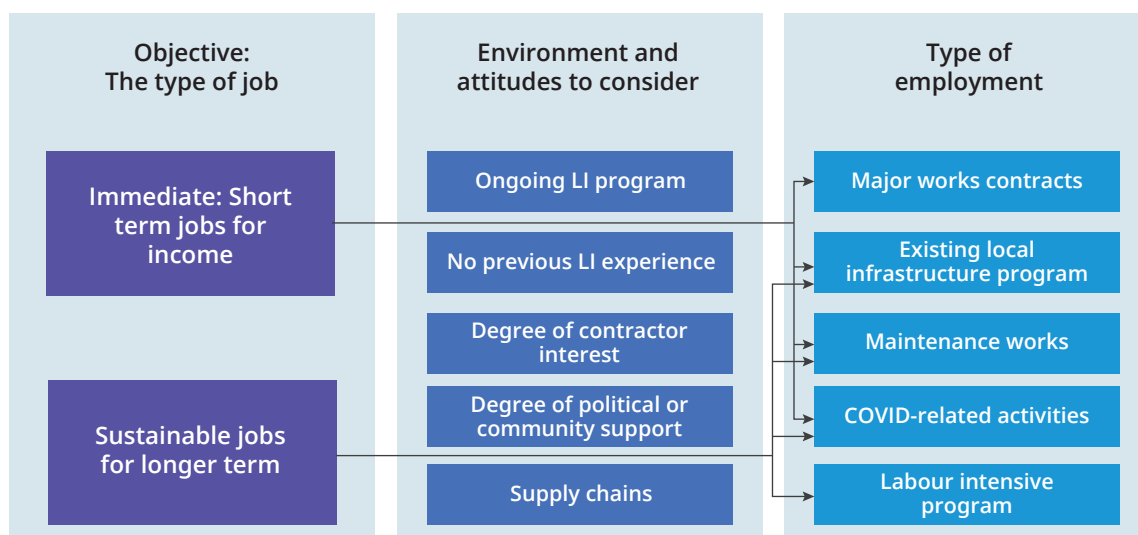 Objective:
The type of job
Immediate: Short
term jobs for
income
Sustainable jobs
for longer term
Environment and
attitudes to consider
Ongoing LI program
No previous LI experience
Degree of contractor
interest
Degree of political or
community support
Supply chains
Type of
employment
Major works contracts
Existing local
infrastructure program
Maintenance works
COVID-related activities
Labour intensive
program